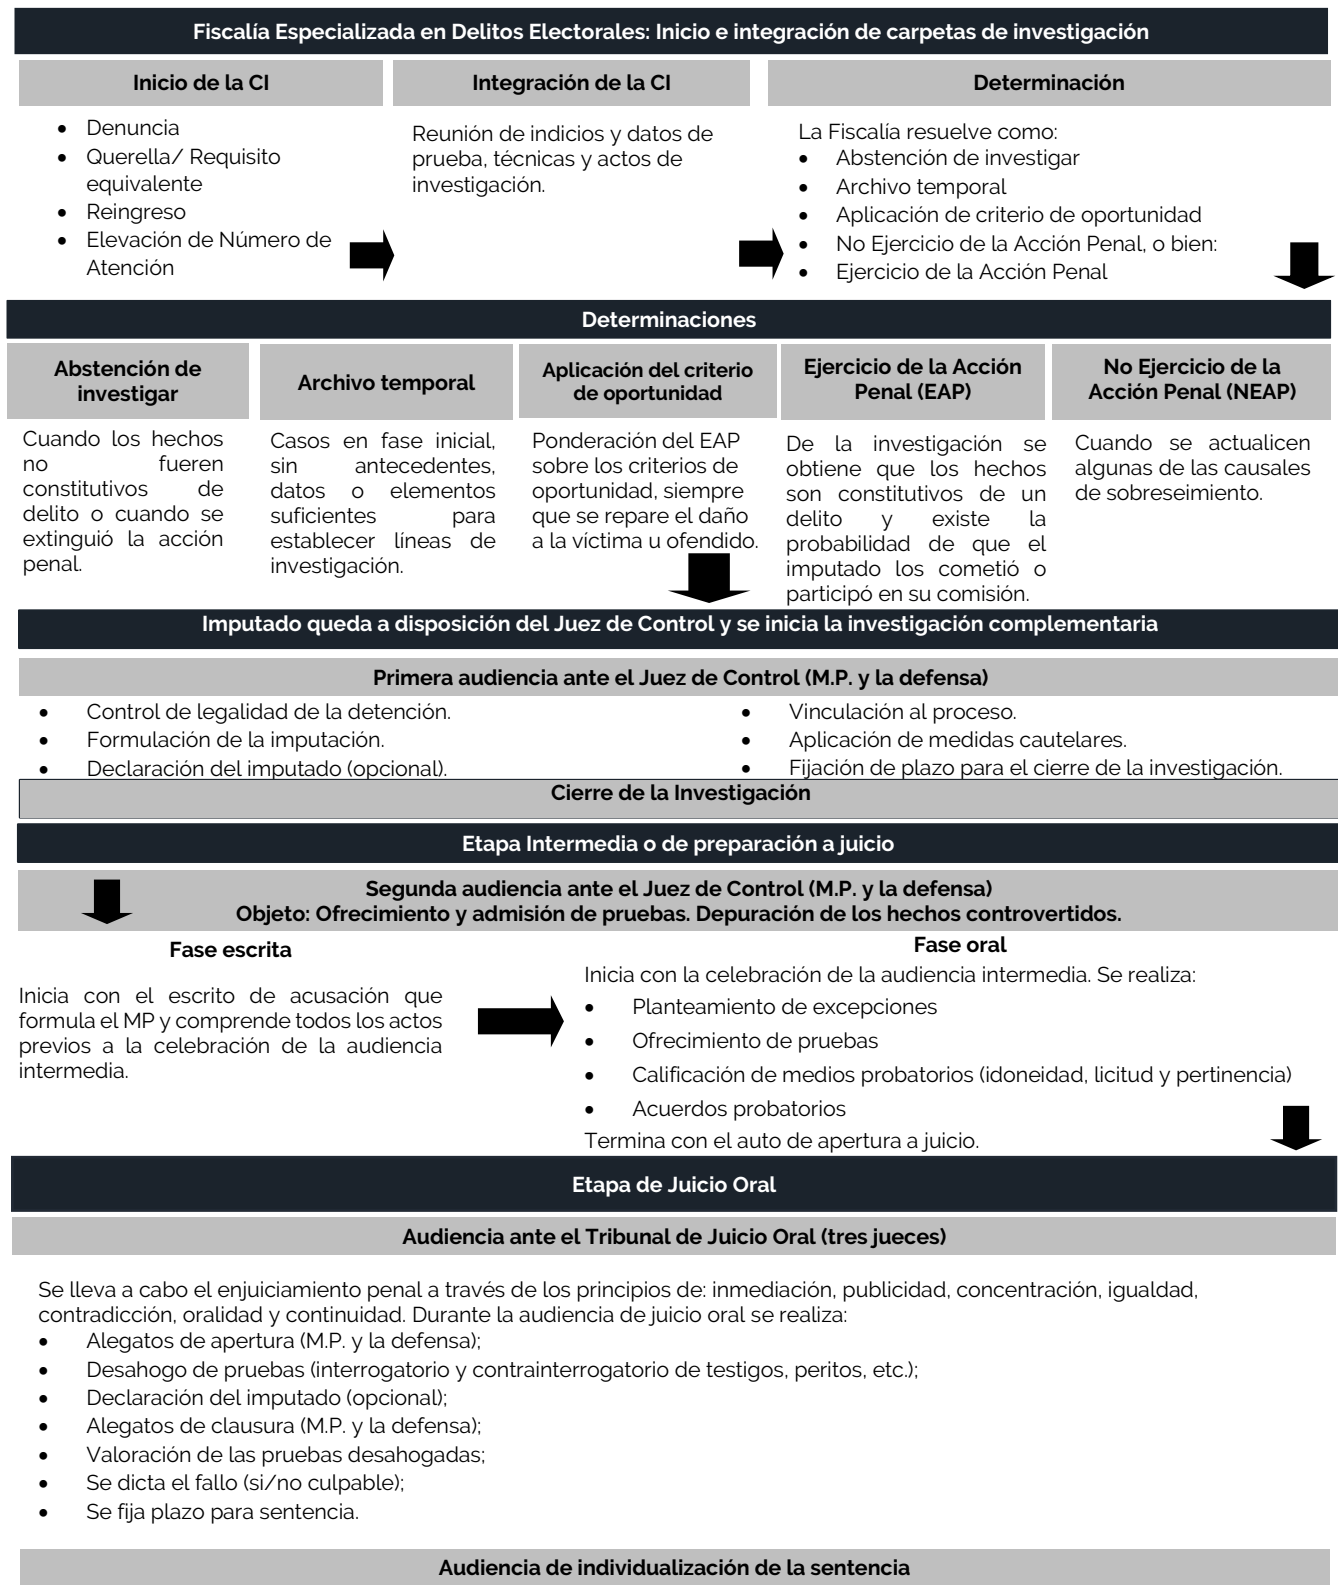 Fiscalía Especializada en Delitos Electorales: Inicio e integración de carpetas de investigación
Inicio de la CI
• Denuncia
• Querella/ Requisito
equivalente
• Reingreso
• Elevación de Número de
Atención
Integración de la CI
Reunión de indicios y datos de
prueba, técnicas y actos de
investigación.
Determinación
La Fiscalía resuelve como:
• Abstención de investigar
• Archivo temporal
• Aplicación de criterio de oportunidad
• No Ejercicio de la Acción Penal, o bien:
• Ejercicio de la Acción Penal
Determinaciones
Abstención de
investigar
Cuando los hechos
no fueren
constitutivos de
delito o cuando se
extinguió la acción
penal.
Archivo temporal
Casos en fase inicial,
sin antecedentes,
datos o elementos
suficientes para
establecer líneas de
investigación.
Aplicación del criterio
de oportunidad
Ponderación del EAP
sobre los criterios de
oportunidad, siempre
que se repare el daño
a la víctima u ofendido.
Ejercicio de la Acción
Penal (EAP)
De la investigación se
obtiene que los hechos
son constitutivos de un
delito y existe la
probabilidad de que el
imputado los cometió o
participó en su comisión.
No Ejercicio de la
Acción Penal (NEAP)
Cuando se actualicen
algunas de las causales
de sobreseimiento.
Imputado queda a disposición del Juez de Control y se inicia la investigación complementaria
Primera audiencia ante el Juez de Control (M.P. y la defensa)
• Control de legalidad de la detención.
• Formulación de la imputación.
• Declaración del imputado (opcional).
• Vinculación al proceso.
• Aplicación de medidas cautelares.
• Fijación de plazo para el cierre de la investigación.
Cierre de la Investigación
Etapa Intermedia o de preparación a juicio
Segunda audiencia ante el Juez de Control (M.P. y la defensa)
Objeto: Ofrecimiento y admisión de pruebas. Depuración de los hechos controvertidos.
Fase escrita
Inicia con el escrito de acusación que
formula el MP y comprende todos los actos
previos a la celebración de la audiencia
intermedia.
Fase oral
Inicia con la celebración de la audiencia intermedia. Se realiza:
• Planteamiento de excepciones
• Ofrecimiento de pruebas
• Calificación de medios probatorios (idoneidad, licitud y pertinencia)
• Acuerdos probatorios
Termina con el auto de apertura a juicio.
Etapa de Juicio Oral
Audiencia ante el Tribunal de Juicio Oral (tres jueces)
Se lleva a cabo el enjuiciamiento penal a través de los principios de: inmediación, publicidad, concentración, igualdad,
contradicción, oralidad y continuidad. Durante la audiencia de juicio oral se realiza:
• Alegatos de apertura (M.P. y la defensa);
• Desahogo de pruebas (interrogatorio y contrainterrogatorio de testigos, peritos, etc.);
• Declaración del imputado (opcional);
• Alegatos de clausura (M.P. y la defensa);
• Valoración de las pruebas desahogadas;
• Se dicta el fallo (si/no culpable);
• Se fija plazo para sentencia.
Audiencia de individualización de la sentencia